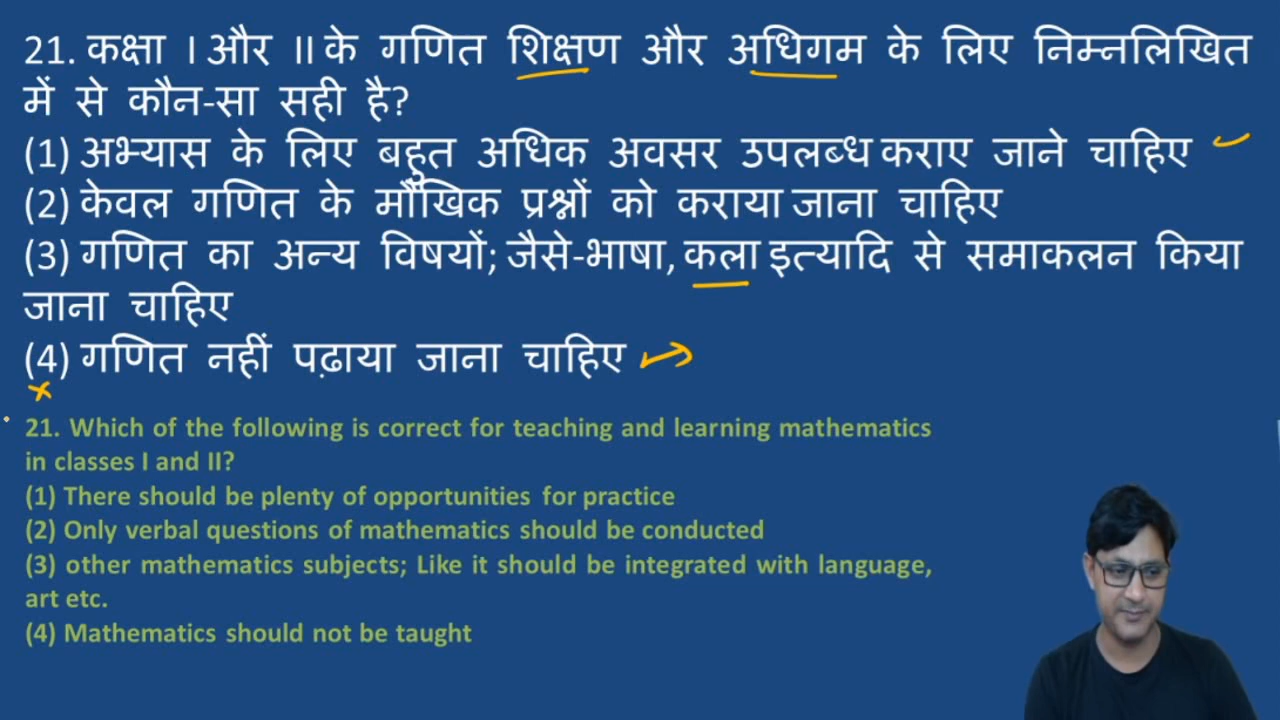 21. कक्षा I और II के गणित शिक्षण और अधिगम के लिए निम्नलिखित
में से कौन-सा सही है?
(1) अभ्यास के लिए बहुत अधिक अवसर उपलब्ध कराए जाने चाहिए
(2) केवल गणित के मौखिक प्रश्नों को कराया जाना चाहिए
(3) गणित का अन्य विषयों; जैसे-भाषा, कला इत्यादि से समाकलन किया
जाना चाहिए
(4) गणित नहीं पढ़ाया जाना चाहिए
21. Which of the following is correct for teaching and learning mathematics
in classes I and II?
(1) There should be plenty of opportunities for practice
(2) Only verbal questions of mathematics should be conducted
(3) other mathematics subjects; Like it should be integrated with language,
art etc.
(4) Mathematics should not be taught